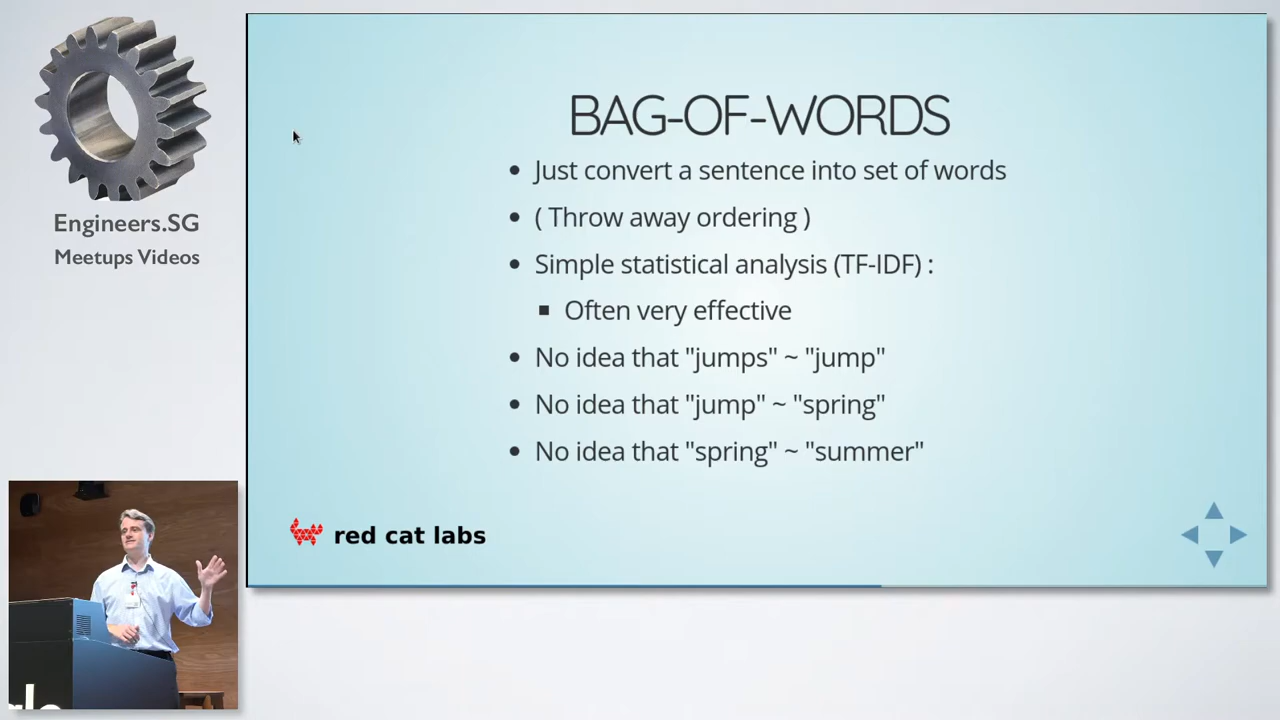 Engineers.SG
Meetups Videos
BAG-OF-WORDS
Just convert a sentence into set of words
( Throw away ordering )
Simple statistical analysis (TF-IDF) :
Often very effective
No idea that "jumps" ~ "jump"
No idea that "jump" ~ "spring"
No idea that "spring" ~ "summer"
red cat labs